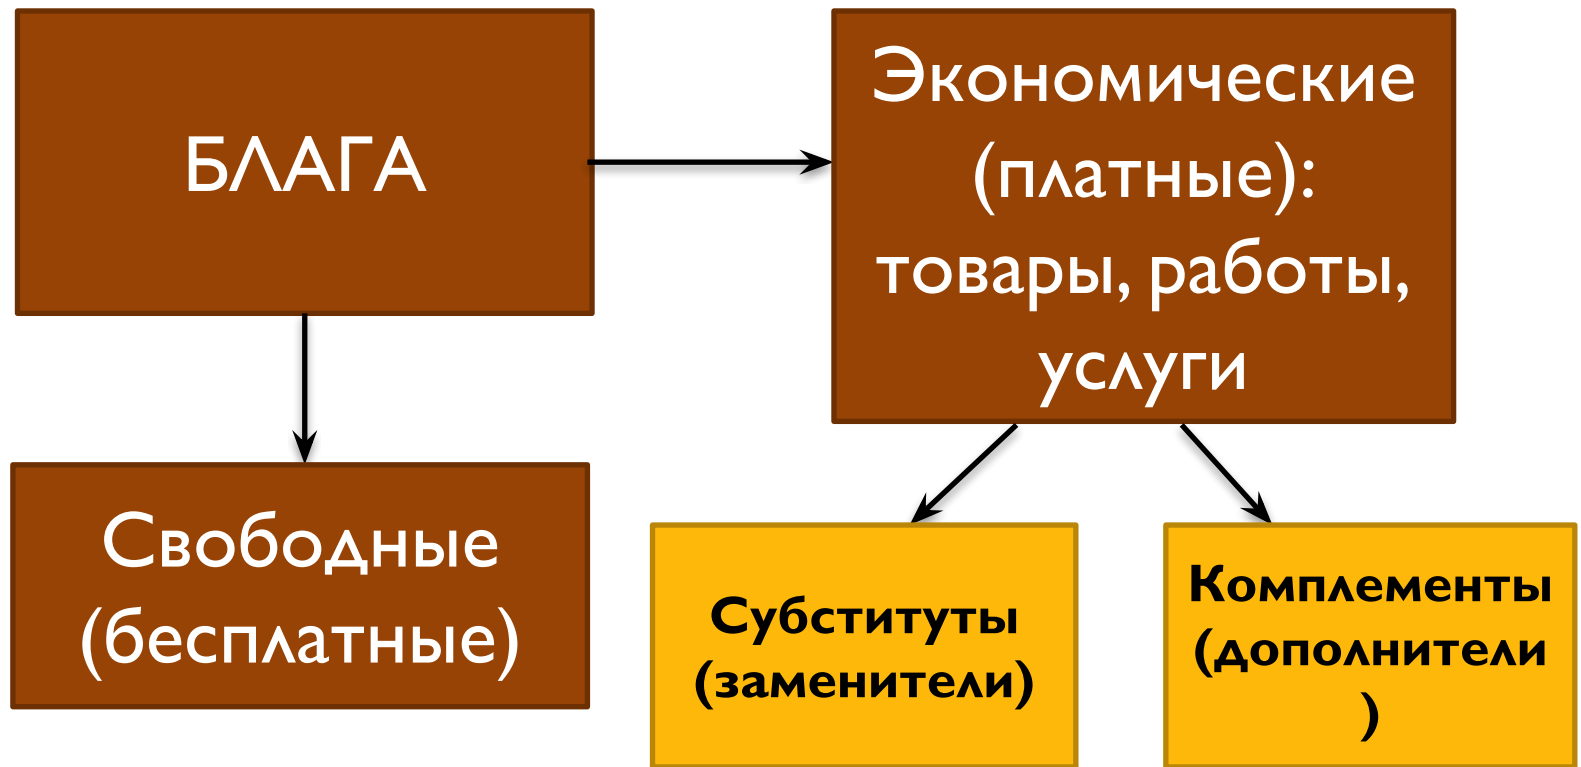 БЛАГА
Экономические
(платные):
товары, работы,
услуги
Свободные
(бесплатные)
Субституты
(заменители)
Комплементы
(дополнители
)